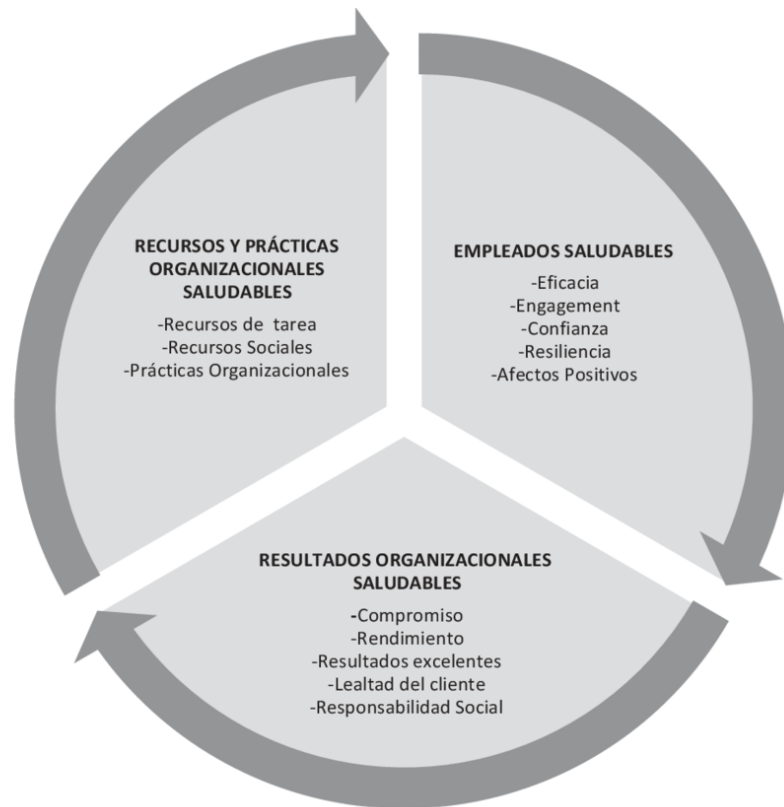 RECURSOS Y PRÁCTICAS
ORGANIZACIONALES
SALUDABLES
-Recursos de tarea
-Recursos Sociales
-Prácticas Organizacionales
EMPLEADOS SALUDABLES
-Eficacia
-Engagement
-Confianza
-Resiliencia
-Afectos Positivos
RESULTADOS ORGANIZACIONALES
SALUDABLES
-Compromiso
-Rendimiento
-Resultados excelentes
-Lealtad del cliente
-Responsabilidad Social